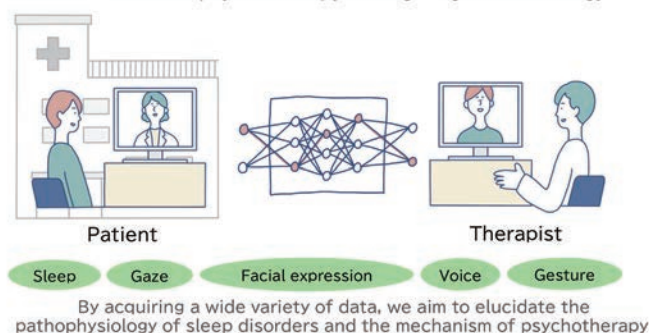 Patient
Therapist
Sleep
Gaze
Facial expression
Voice
Gesture
By acquiring a wide variety of data, we aim to elucidate the
pathophysiology of sleep disorders and the mechanism of psychotherapy